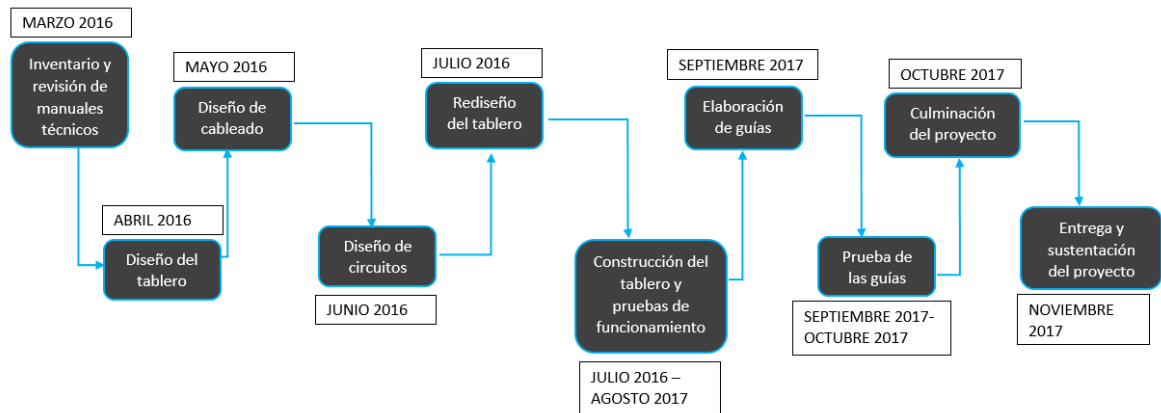 MARZO 2016
Inventario y
revisión de
manuales
técnicos
ABRIL 2016
Diseño del
tablero
MAYO 2016
Diseño de
cableado
Diseño de
circuitos
JUNIO 2016
JULIO 2016
Rediseño
del tablero
Construcción del
tablero y
pruebas de
funcionamiento
JULIO 2016 –
AGOSTO 2017
SEPTIEMBRE 2017
Elaboración
de guías
Prueba de
las guías
SEPTIEMBRE 2017-
OCTUBRE 2017
OCTUBRE 2017
Culminación
del proyecto
Entrega y
sustentación
del proyecto
NOVIEMBRE
2017